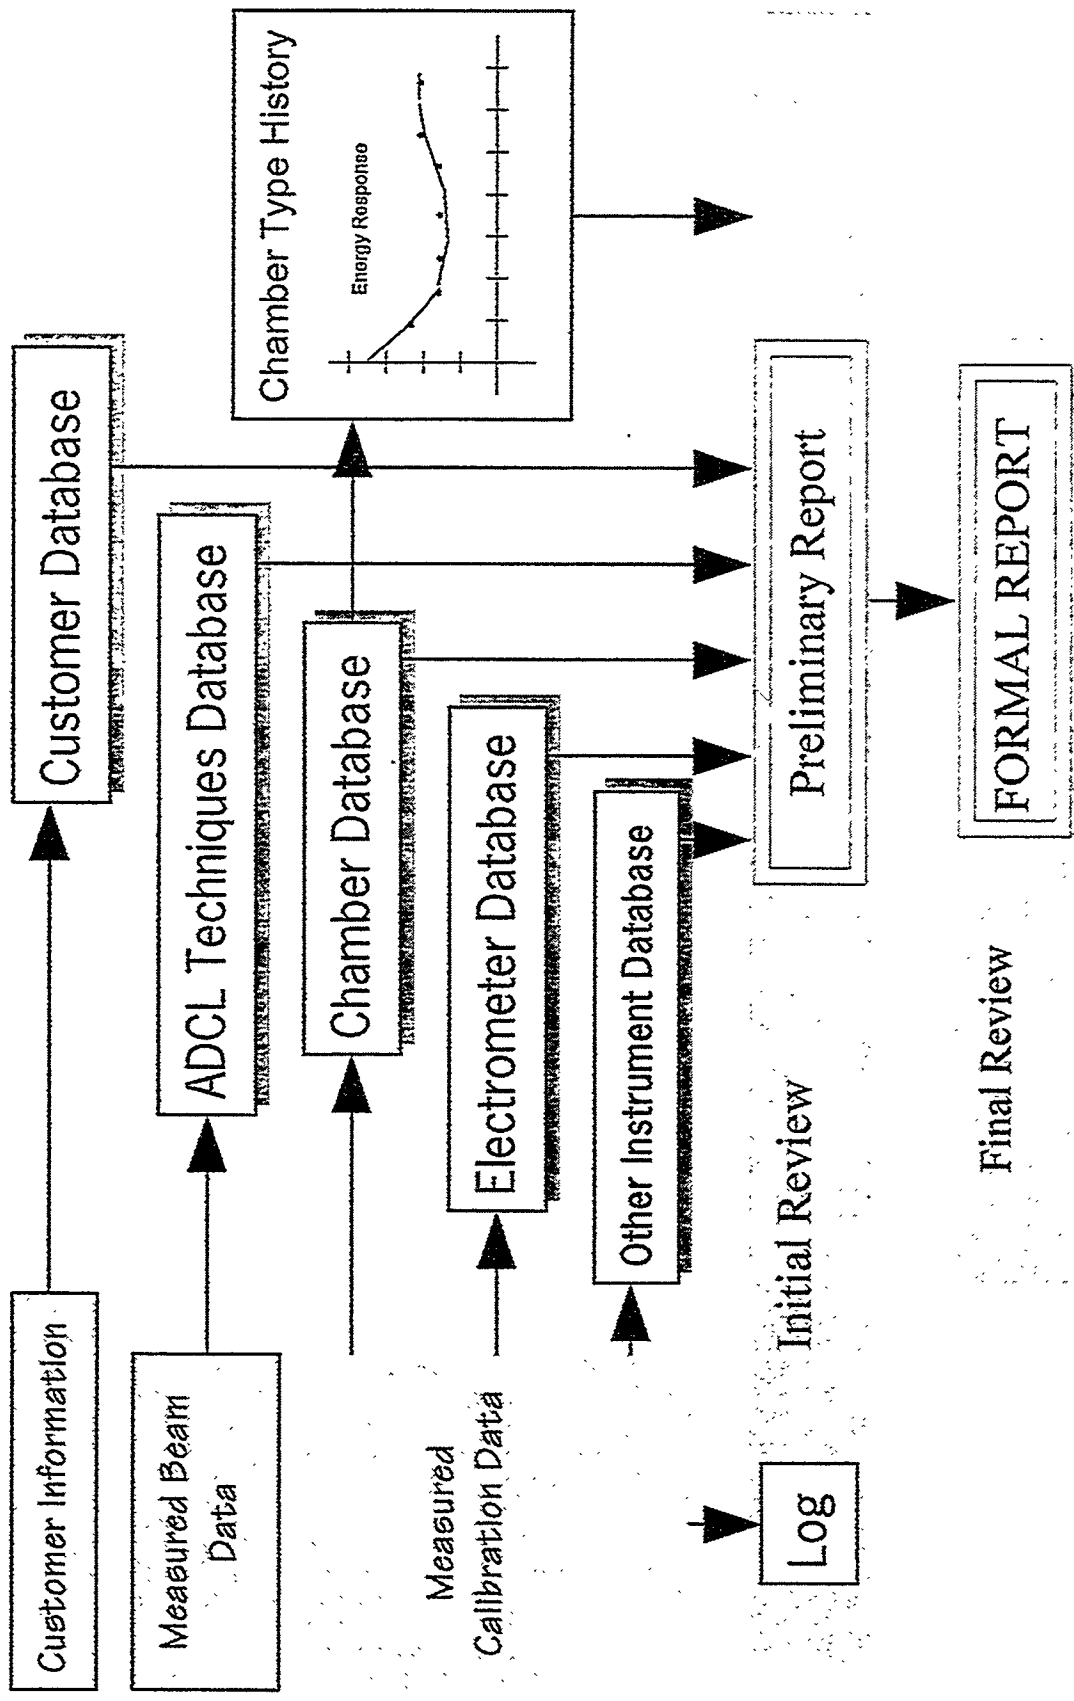 Customer Information
Customer Database
Measured Beam
Data
ADCL Techniques Database
Chamber Type History
Energy Response
Chamber Database
Measured
Calibration Data
Electrometer Database
Other Instrument Database
Log
Initial Review
Preliminary Report
Final Review
FORMAL REPORT